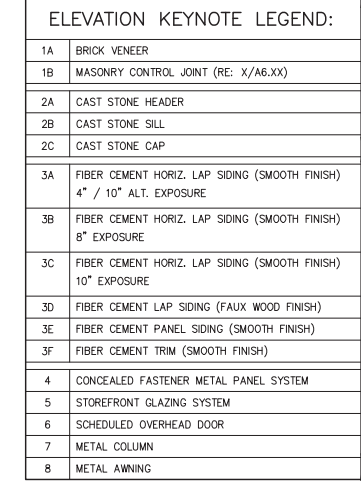 ELEVATION KEYNOTE LEGEND:
1A BRICK VENEER
1B MASONRY CONTROL JOINT (RE: X/A6.XX)
2A CAST STONE HEADER
2B CAST STONE SILL
2C CAST STONE CAP
3A FIBER CEMENT HORIZ. LAP SIDING (SMOOTH FINISH)
4" / 10" ALT. EXPOSURE
3B FIBER CEMENT HORIZ. LAP SIDING (SMOOTH FINISH)
8" EXPOSURE
3C FIBER CEMENT HORIZ. LAP SIDING (SMOOTH FINISH)
10" EXPOSURE
3D FIBER CEMENT LAP SIDING (FAUX WOOD FINISH)
3E FIBER CEMENT PANEL SIDING (SMOOTH FINISH)
3F FIBER CEMENT TRIM (SMOOTH FINISH)
4 CONCEALED FASTENER METAL PANEL SYSTEM
5 STOREFRONT GLAZING SYSTEM
6 SCHEDULED OVERHEAD DOOR
7 METAL COLUMN
8 METAL AWNING